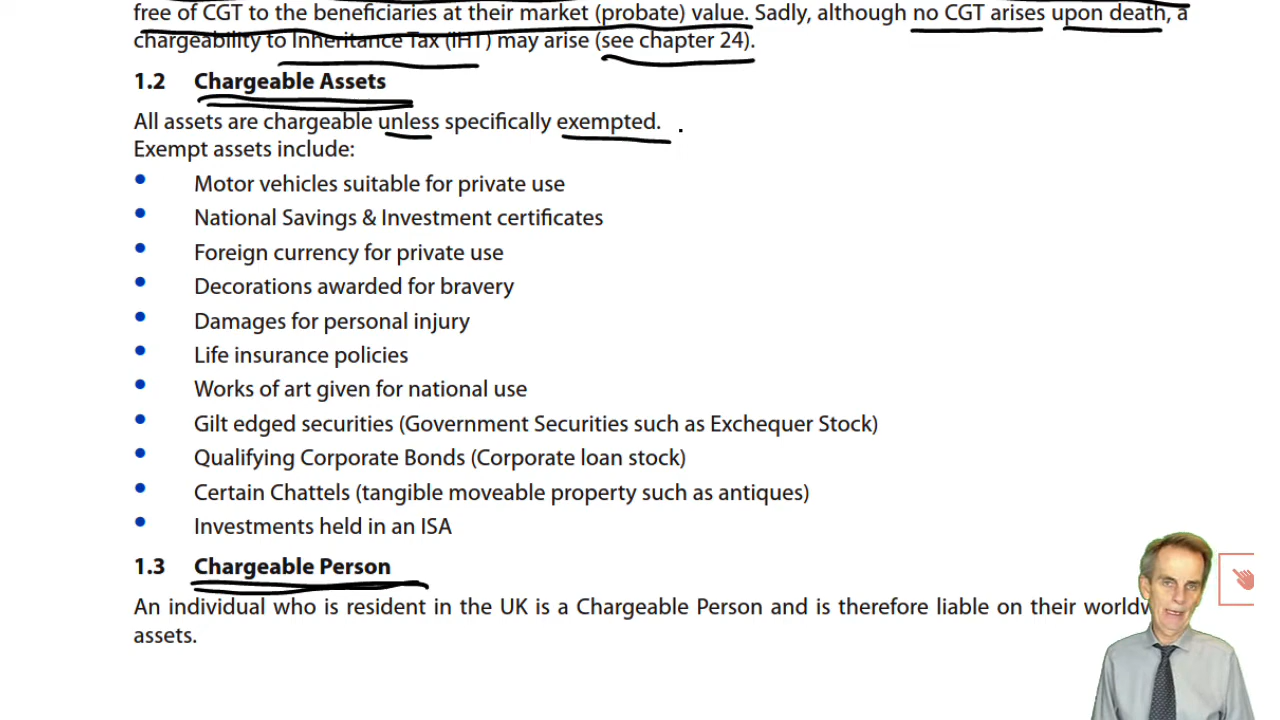 free of CGT to the beneficiaries at their market (probate) value. Sadly, although no CGT arises upon death, a
chargeability to Inheritance Tax (IHT) may arise (see chapter 24).
1.2 Chargeable Assets
All assets are chargeable unless specifically exempted.
Exempt assets include:
• Motor vehicles suitable for private use
• National Savings & Investment certificates
• Foreign currency for private use
• Decorations awarded for bravery
• Damages for personal injury
• Life insurance policies
• Works of art given for national use
• Gilt edged securities (Government Securities such as Exchequer Stock)
• Qualifying Corporate Bonds (Corporate loan stock)
• Certain Chattels (tangible moveable property such as antiques)
• Investments held in an ISA
1.3 Chargeable Person
An individual who is resident in the UK is a Chargeable Person and is therefore liable on their
assets.